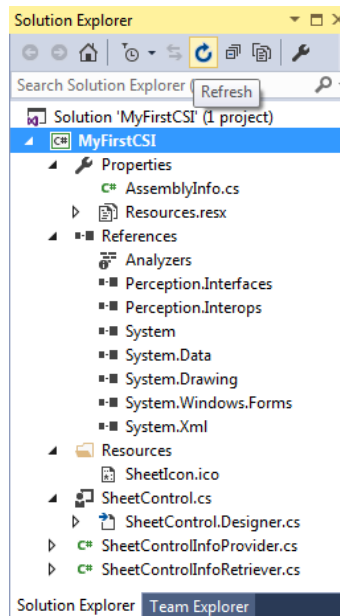 Solution Explorer
Search Solution Explorer (
Refresh
Solution 'MyFirstCSI' (1 project)
C# MyFirstCSI
Properties
C# AssemblyInfo.cs
Resources.resx
References
Analyzers
Perception.Interfaces
Perception.Interops
System
System.Data
System.Drawing
System.Windows.Forms
System.Xml
Resources
SheetIcon.ico
SheetControl.cs
SheetControl.Designer.cs
C# SheetControlInfoProvider.cs
C# SheetControlInfoRetriever.cs
Solution Explorer Team Explorer